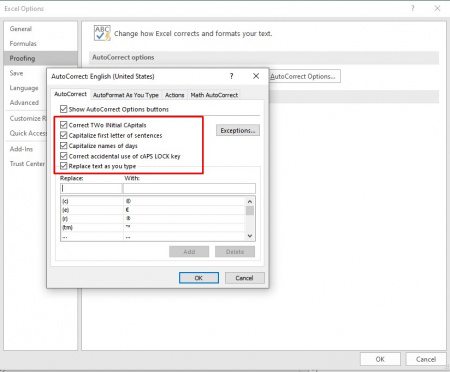 Excel Options
? ×
General
Formulas
Proofing
Save
Language
Advanced
Customize R
Quick Acces
Add-Ins
Trust Center
ABC
Change how Excel corrects and formats your text.
AutoCorrect options
AutoCorrect Options...
AutoCorrect: English (United States)
? ×
AutoCorrect AutoFormat As You Type Actions Math AutoCorrect
Show AutoCorrect Options buttons
Correct TWo INitial CApitals
Exceptions...
Capitalize first letter of sentences
Capitalize names of days
Correct accidental use of cAPS LOCK key
Replace text as you type
Replace: With:
(c) ©
(e) €
(r) ®
(tm) ™
... …
Add Delete
OK Cancel
OK Cancel